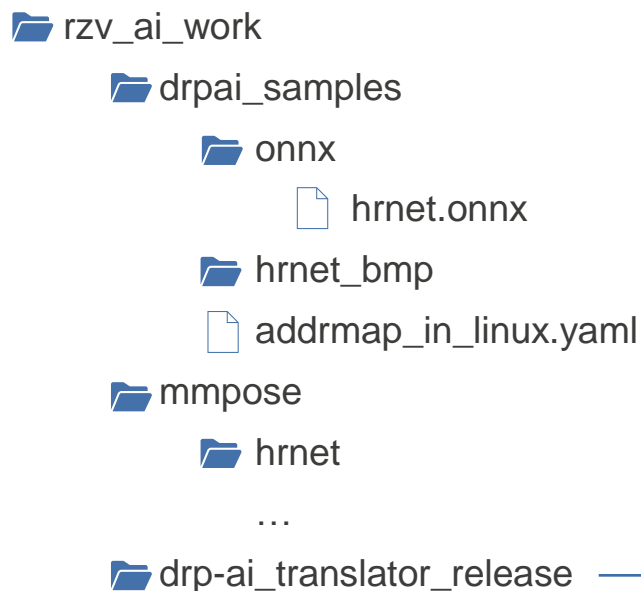 rzv_ai_work
drpai_samples
onnx
hrnet.onnx
hrnet_bmp
addrmap_in_linux.yaml
mmpose
hrnet
…
drp-ai_translator_release